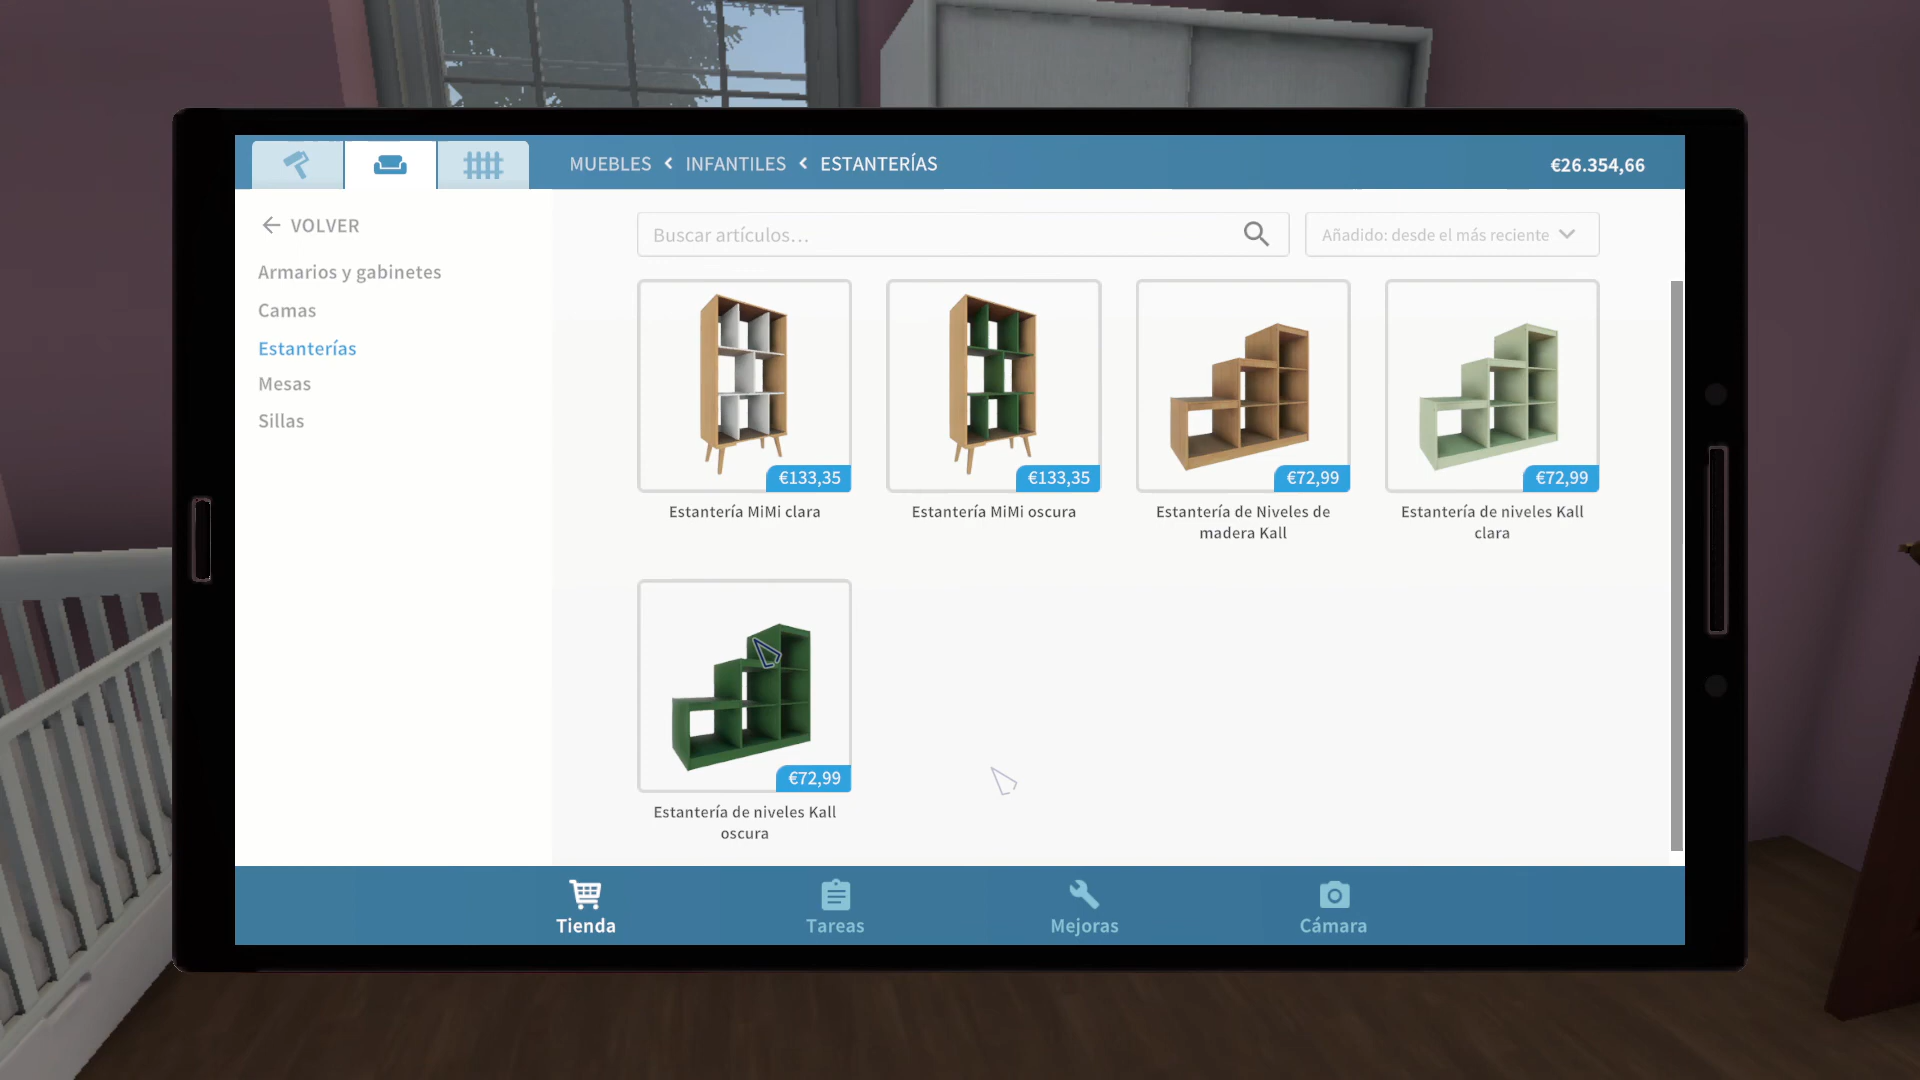 MUEBLES < INFANTILES < ESTANTERÍAS
€26.354,66
VOLVER
Armarios y gabinetes
Camas
Estanterías
Mesas
Sillas
Buscar artículos…
Añadido: desde el más reciente
€133,35
Estantería MiMi clara
€133,35
Estantería MiMi oscura
€72,99
Estantería de Niveles de
madera Kall
€72,99
Estantería de niveles Kall
clara
€72,99
Estantería de niveles Kall
oscura
Tienda
Tareas
Mejoras
Cámara